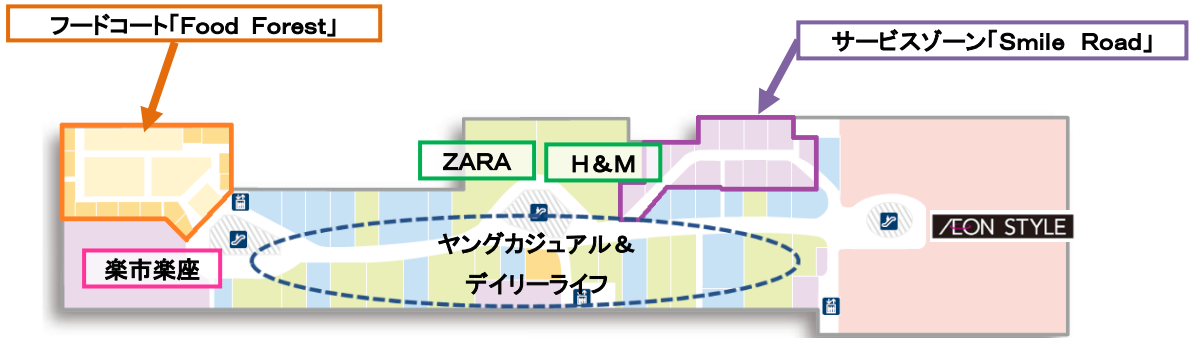 フードコート「Food Forest」
サービスゾーン「Smile Road」
ZARA
H&M
ÆON STYLE
ヤングカジュアル&
デイリーライフ
楽市楽座